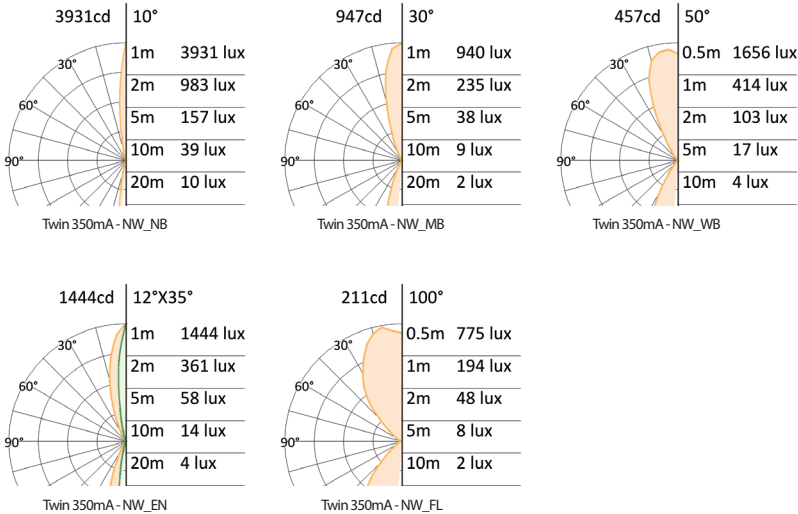 3931cd 10°
1m 3931 lux
30°
2m 983 lux
60°
5m 157 lux
90°
10m 39 lux
20m 10 lux
Twin 350mA - NW_NB
947cd 30°
1m 940 lux
30°
2m 235 lux
60°
5m 38 lux
90°
10m 9 lux
20m 2 lux
Twin 350mA - NW_MB
457cd 50°
0.5m 1656 lux
30°
1m 414 lux
60°
2m 103 lux
90°
5m 17 lux
10m 4 lux
Twin 350mA - NW_WB
1444cd 12°X35°
1m 1444 lux
30°
2m 361 lux
60°
5m 58 lux
90°
10m 14 lux
20m 4 lux
Twin 350mA - NW_EN
211cd 100°
0.5m 775 lux
30°
1m 194 lux
60°
2m 48 lux
90°
5m 8 lux
10m 2 lux
Twin 350mA - NW_FL